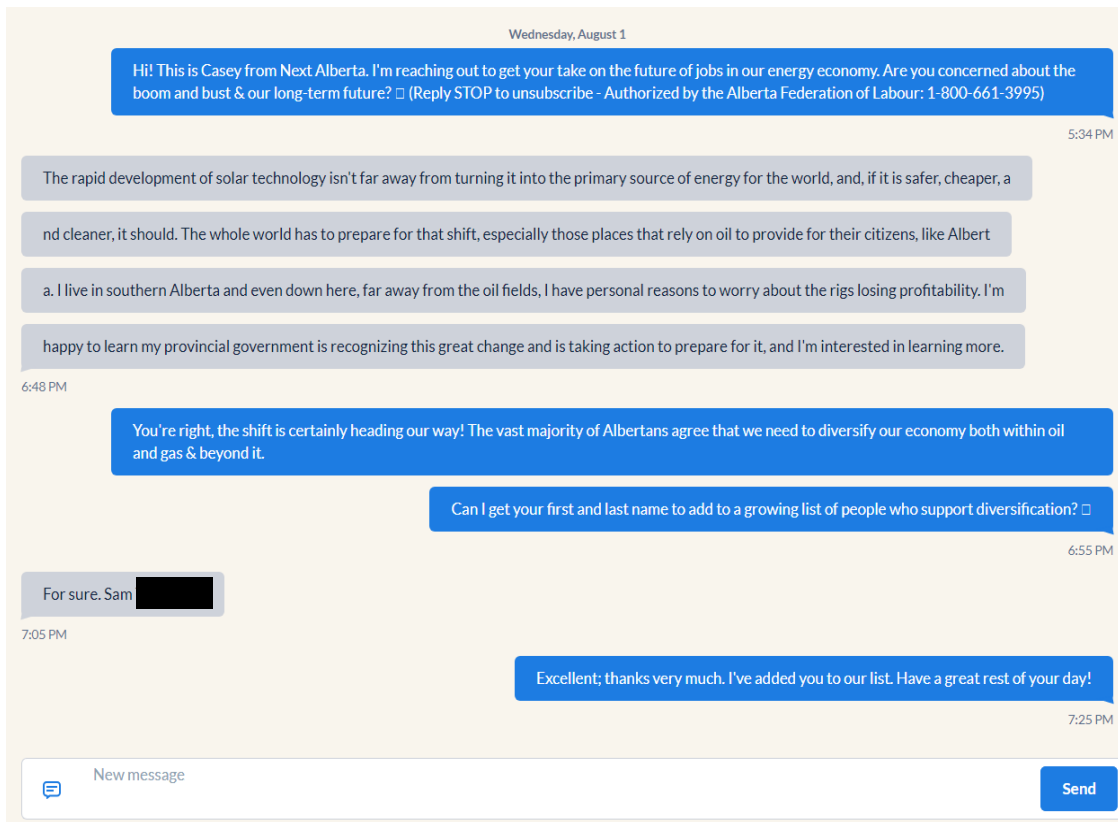 Wednesday, August 1
Hi! This is Casey from Next Alberta. I'm reaching out to get your take on the future of jobs in our energy economy. Are you concerned about the
boom and bust & our long-term future? (Reply STOP to unsubscribe - Authorized by the Alberta Federation of Labour: 1-800-661-3995)
5:34 PM
The rapid development of solar technology isn't far away from turning it into the primary source of energy for the world, and, if it is safer, cheaper, a
nd cleaner, it should. The whole world has to prepare for that shift, especially those places that rely on oil to provide for their citizens, like Albert
a. I live in southern Alberta and even down here, far away from the oil fields, I have personal reasons to worry about the rigs losing profitability. I'm
happy to learn my provincial government is recognizing this great change and is taking action to prepare for it, and I'm interested in learning more.
6:48 PM
You're right, the shift is certainly heading our way! The vast majority of Albertans agree that we need to diversify our economy both within oil
and gas & beyond it.
Can I get your first and last name to add to a growing list of people who support diversification?
6:55 PM
For sure. Sam
7:05 PM
Excellent; thanks very much. I've added you to our list. Have a great rest of your day!
7:25 PM
New message
Send